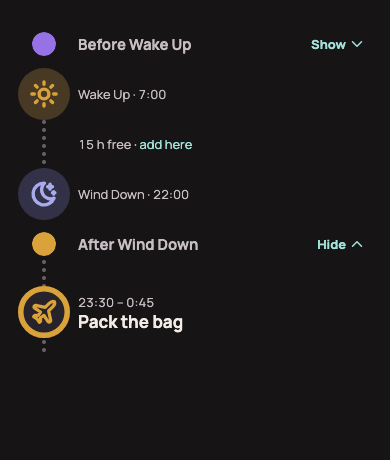 Before Wake Up
Show
Wake Up · 7:00
15 h free · add here
Wind Down · 22:00
After Wind Down
Hide
23:30 – 0:45
Pack the bag